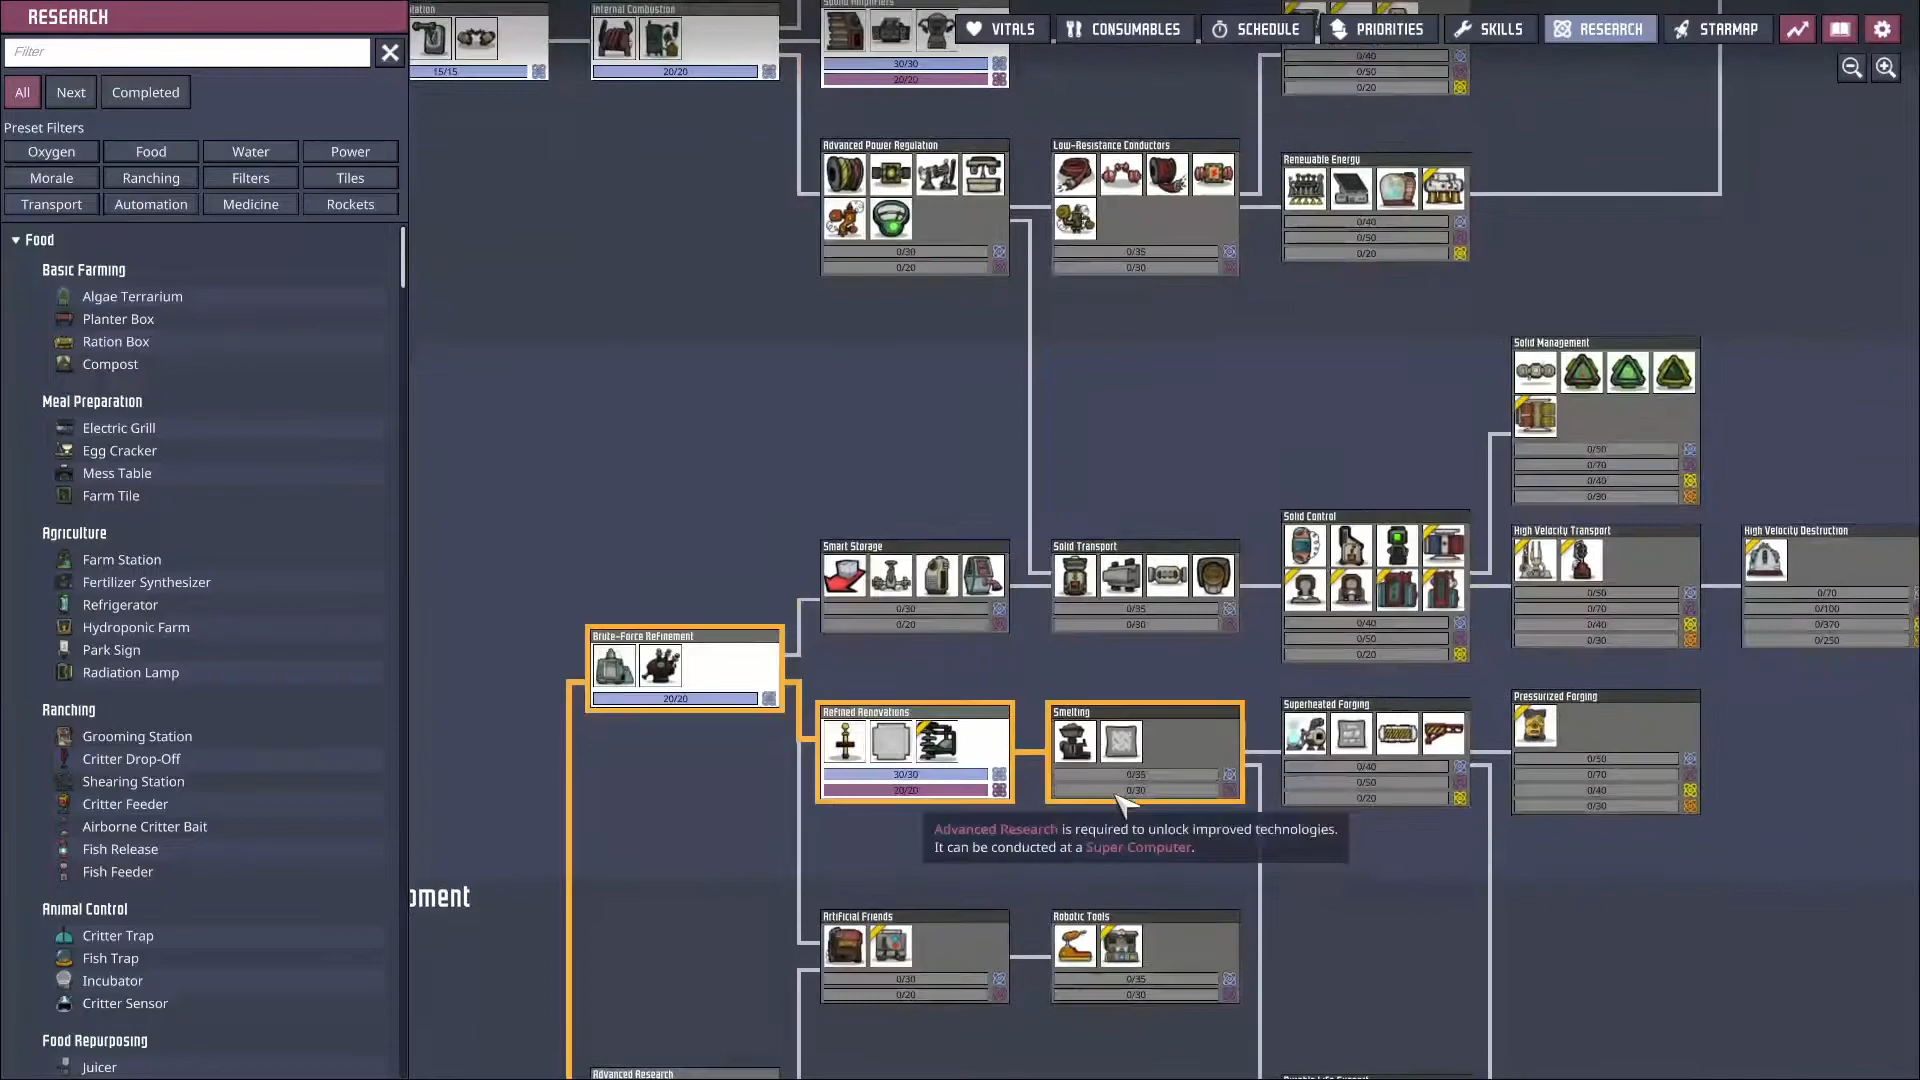 RESEARCH
Filter
All
Next
Completed
Preset Filters
Oxygen
Food
Water
Power
Morale
Ranching
Filters
Tiles
Transport
Automation
Medicine
Rockets
Food
Basic Farming
Algae Terrarium
Planter Box
Ration Box
Compost
Meal Preparation
Electric Grill
Egg Cracker
Mess Table
Farm Tile
Agriculture
Farm Station
Fertilizer Synthesizer
Refrigerator
Hydroponic Farm
Park Sign
Radiation Lamp
Ranching
Grooming Station
Critter Drop-Off
Shearing Station
Critter Feeder
Airborne Critter Bait
Fish Release
Fish Feeder
Animal Control
Critter Trap
Fish Trap
Incubator
Critter Sensor
Food Repurposing
Juicer
VITALS
CONSUMABLES
SCHEDULE
PRIORITIES
SKILLS
RESEARCH
STARMAP
15/15
Internal Combustion
20/20
Sound Amplifiers
30/30
20/20
0/40
0/50
0/20
Advanced Power Regulation
0/30
0/20
Low-Resistance Conductors
0/35
0/30
Renewable Energy
0/40
0/50
0/20
Solid Management
0/50
0/70
0/40
0/30
Smart Storage
0/30
0/20
Solid Transport
0/35
0/30
Solid Control
0/40
0/50
0/20
High Velocity Transport
0/50
0/70
0/40
0/30
High Velocity Destruction
0/70
0/100
0/370
0/250
Brute-Force Refinement
20/20
Refined Renovations
30/30
20/20
Smelting
0/35
0/30
Superheated Forging
0/40
0/50
0/20
Pressurized Forging
0/50
0/70
0/40
0/30
Advanced Research is required to unlock improved technologies.
It can be conducted at a Super Computer.
pment
Artificial Friends
0/30
0/20
Robotic Tools
0/35
0/30
Advanced Research